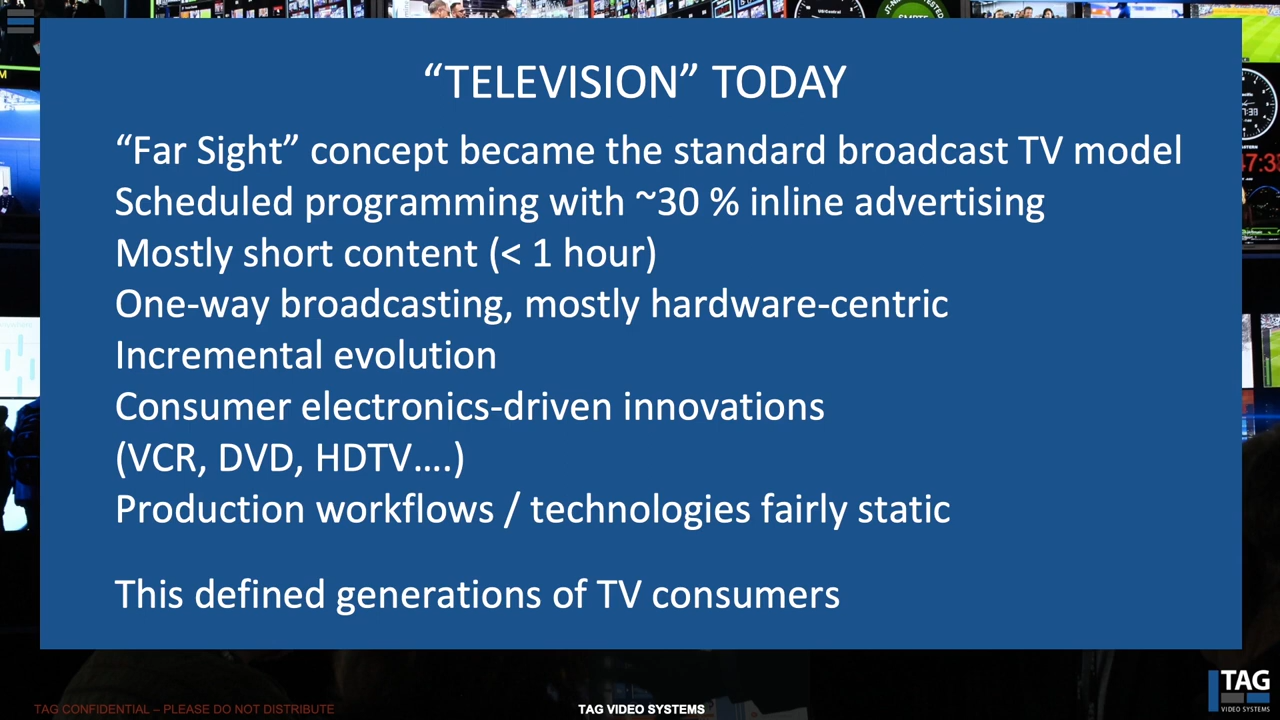 “TELEVISION” TODAY
“Far Sight” concept became the standard broadcast TV model
Scheduled programming with ~30 % inline advertising
Mostly short content (< 1 hour)
One-way broadcasting, mostly hardware-centric
Incremental evolution
Consumer electronics-driven innovations
(VCR, DVD, HDTV....)
Production workflows / technologies fairly static
This defined generations of TV consumers
TAG CONFIDENTIAL – PLEASE DO NOT DISTRIBUTE
TAG VIDEO SYSTEMS
TAG
VIDEO SYSTEMS